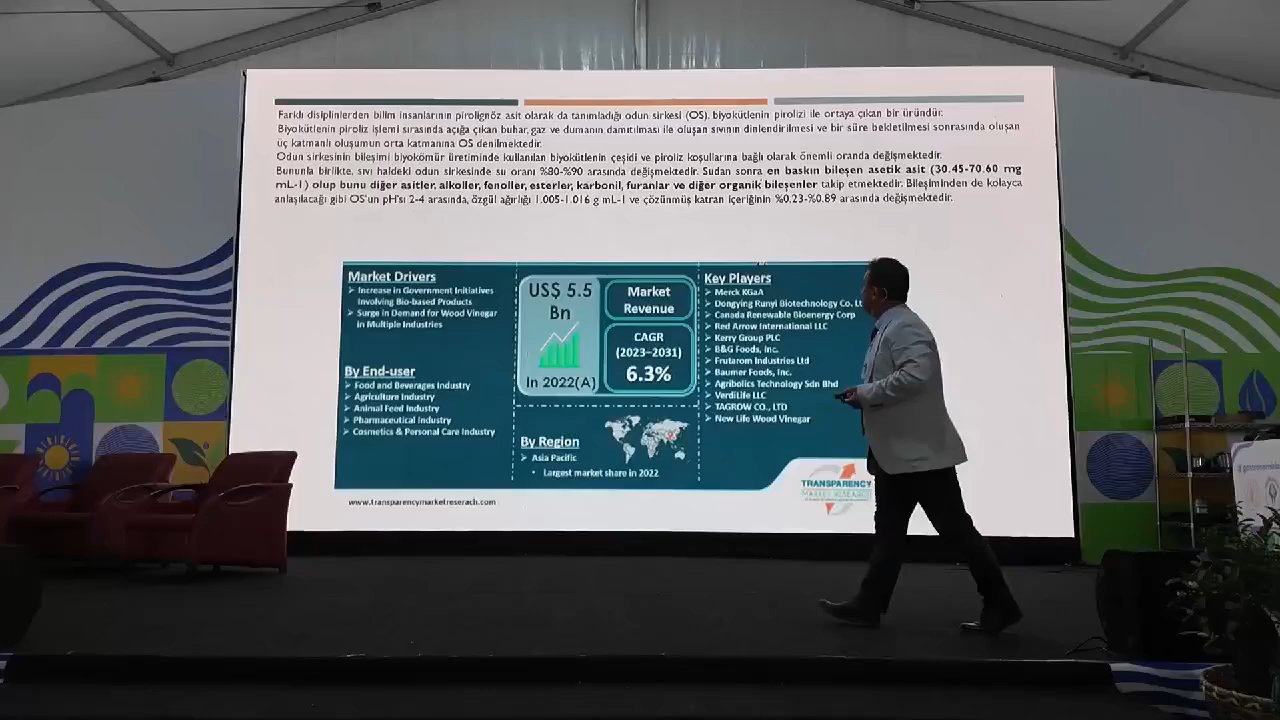 Farklı disiplinlerden bilim insanlarının pirolignöz asit olarak da tanımladığı odun sirkesi (OS), biyokütlenin pirolizi ile ortaya çıkan bir üründür.
Biyokütlenin piroliz işlemi sırasında açığa çıkan buhar, gaz ve dumanın damıtılması ile oluşan sıvının dinlendirilmesi ve bir süre bekletilmesi sonrasında oluşan
üç katmanlı oluşumun orta katmanına OS denilmektedir.
Odun sirkesinin bileşimi biyokömür üretiminde kullanılan biyokütlenin çeşidi ve piroliz koşullarına bağlı olarak önemli oranda değişmektedir.
Bununla birlikte, sıvı haldeki odun sirkesinde su oranı %80-%90 arasında değişmektedir. Sudan sonra en baskın bileşen asetik asit (30.45-70.60 mg
mL-1) olup bunu diğer asitler, alkoller, fenoller, esterler, karbonil, furanlar ve diğer organik bileşenler takip etmektedir. Bileşiminden de kolayca
anlaşılacağı gibi OS'un pH'sı 2-4 arasında, özgül ağırlığı 1.005-1.016 g mL-1 ve çözünmüş katran içeriğinin %0.23-%0.89 arasında değişmektedir.
Market Drivers
➢ Increase in Government Initiatives
Involving Bio-based Products
➢ Surge in Demand for Wood Vinegar
in Multiple Industries
By End-user
➢ Food and Beverages Industry
➢ Agriculture Industry
➢ Animal Feed Industry
➢ Pharmaceutical Industry
➢ Cosmetics & Personal Care Industry
US$ 5.5
Bn
In 2022(A)
Market
Revenue
CAGR
(2023–2031)
6.3%
By Region
➢ Asia Pacific
• Largest market share in 2022
Key Players
➢ Merck KGaA
➢ Dongying Runyi Biotechnology Co. Lt
➢ Canada Renewable Bioenergy Corp
➢ Red Arrow International LLC
➢ Kerry Group PLC
➢ B&G Foods, Inc.
➢ Frutarom Industries Ltd
➢ Baumer Foods, Inc.
➢ Agribolics Technology Sdn Bhd
➢ VerdiLife LLC
➢ TAGROW CO., LTD
➢ New Life Wood Vinegar
TRANSPARENCY
MARKET RESEARCH
www.transparencymarketreserach.com